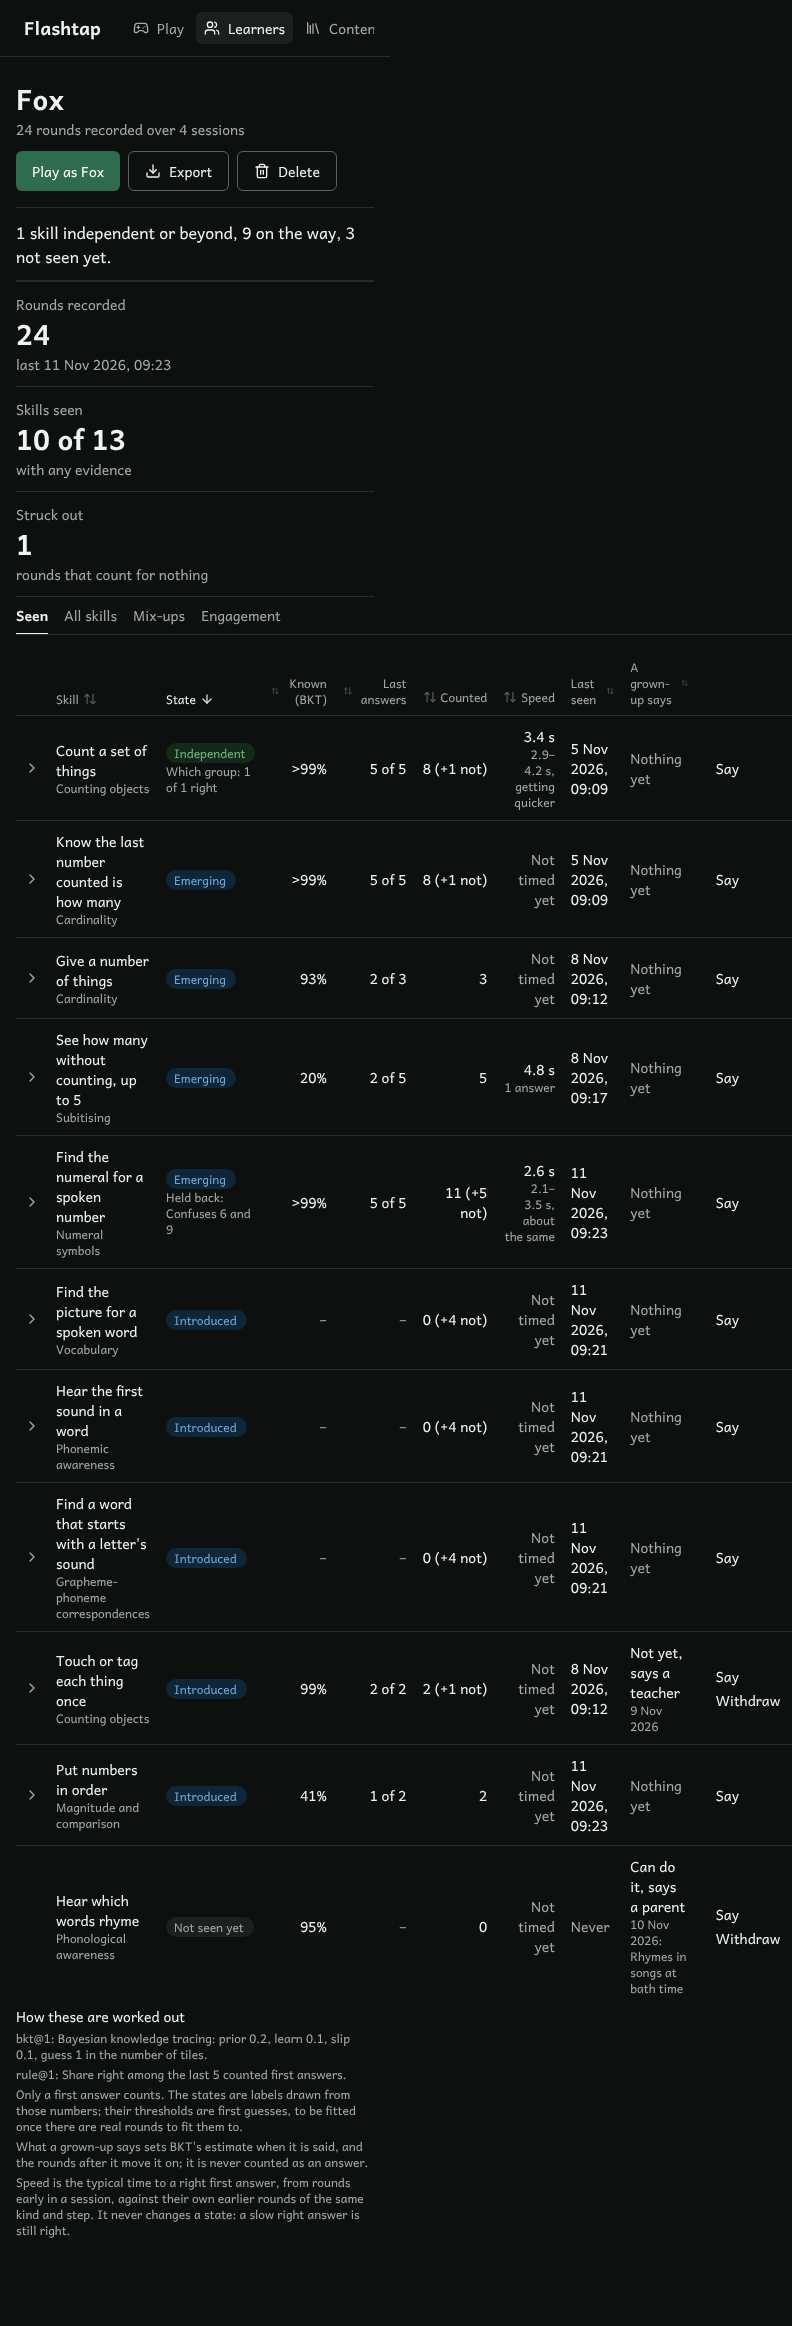 Flashtap
Play
Learners
Conten
Fox
24 rounds recorded over 4 sessions
Play as Fox
Export
Delete
1 skill independent or beyond, 9 on the way, 3
not seen yet.
Rounds recorded
24
last 11 Nov 2026, 09:23
Skills seen
10 of 13
with any evidence
Struck out
1
rounds that count for nothing
Seen
All skills
Mix-ups
Engagement
Skill
State
Known
(BKT)
Last
answers
Counted
Speed
Last
seen
A
grown-
up says
Count a set of
things
Counting objects
Independent
Which group: 1
of 1 right
>99%
5 of 5
8 (+1 not)
3.4 s
2.9–
4.2 s,
getting
quicker
5 Nov
2026,
09:09
Nothing
yet
Say
Know the last
number
counted is
how many
Cardinality
Emerging
>99%
5 of 5
8 (+1 not)
Not
timed
yet
5 Nov
2026,
09:09
Nothing
yet
Say
Give a number
of things
Cardinality
Emerging
93%
2 of 3
3
Not
timed
yet
8 Nov
2026,
09:12
Nothing
yet
Say
See how many
without
counting, up
to 5
Subitising
Emerging
20%
2 of 5
5
4.8 s
1 answer
8 Nov
2026,
09:17
Nothing
yet
Say
Find the
numeral for a
spoken
number
Numeral
symbols
Emerging
Held back:
Confuses 6 and
9
>99%
5 of 5
11 (+5
not)
2.6 s
2.1–
3.5 s,
about
the same
11
Nov
2026,
09:23
Nothing
yet
Say
Find the
picture for a
spoken word
Vocabulary
Introduced
–
–
0 (+4 not)
Not
timed
yet
11
Nov
2026,
09:21
Nothing
yet
Say
Hear the first
sound in a
word
Phonemic
awareness
Introduced
–
–
0 (+4 not)
Not
timed
yet
11
Nov
2026,
09:21
Nothing
yet
Say
Find a word
that starts
with a letter's
sound
Grapheme-
phoneme
correspondences
Introduced
–
–
0 (+4 not)
Not
timed
yet
11
Nov
2026,
09:21
Nothing
yet
Say
Touch or tag
each thing
once
Counting objects
Introduced
99%
2 of 2
2 (+1 not)
Not
timed
yet
8 Nov
2026,
09:12
Not yet,
says a
teacher
9 Nov
2026
Say
Withdraw
Put numbers
in order
Magnitude and
comparison
Introduced
41%
1 of 2
2
Not
timed
yet
11
Nov
2026,
09:23
Nothing
yet
Say
Hear which
words rhyme
Phonological
awareness
Not seen yet
95%
–
0
Not
timed
yet
Never
Can do
it, says
a parent
10 Nov
2026:
Rhymes in
songs at
bath time
Say
Withdraw
How these are worked out
bkt@1: Bayesian knowledge tracing: prior 0.2, learn 0.1, slip
0.1, guess 1 in the number of tiles.
rule@1: Share right among the last 5 counted first answers.
Only a first answer counts. The states are labels drawn from
those numbers; their thresholds are first guesses, to be fitted
once there are real rounds to fit them to.
What a grown-up says sets BKT's estimate when it is said, and
the rounds after it move it on; it is never counted as an answer.
Speed is the typical time to a right first answer, from rounds
early in a session, against their own earlier rounds of the same
kind and step. It never changes a state: a slow right answer is
still right.